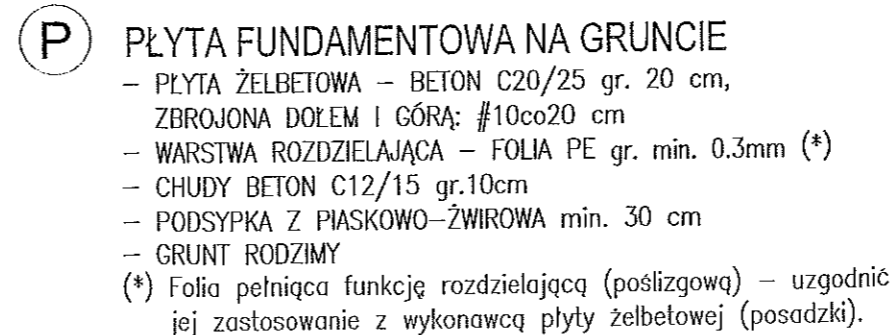 P PŁYTA FUNDAMENTOWA NA GRUNCIE
– PŁYTA ŻELBETOWA – BETON C20/25 gr. 20 cm,
ZBROJONA DOŁEM I GÓRĄ: #10co20 cm
– WARSTWA ROZDZIELAJĄCA – FOLIA PE gr. min. 0.3mm (*)
– CHUDY BETON C12/15 gr.10cm
– PODSYPKA Z PIASKOWO–ŻWIROWA min. 30 cm
– GRUNT RODZIMY
(*) Folia pełniąca funkcję rozdzielającą (poślizgową) – uzgodnić
jej zastosowanie z wykonawcą płyty żelbetowej (posadzki).